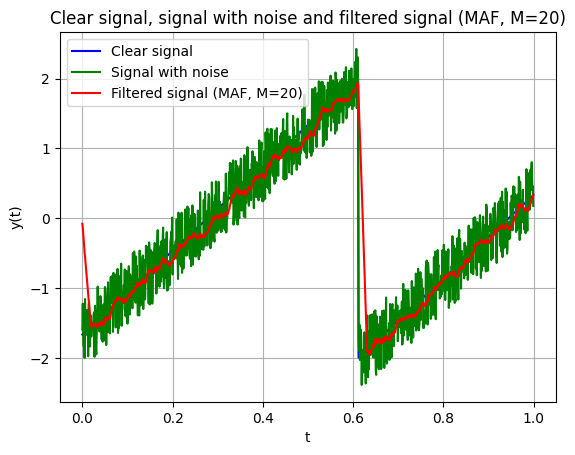 Clear signal, signal with noise and filtered signal (MAF, M=20)
Clear signal
Signal with noise
Filtered signal (MAF, M=20)
y(t)
2
1
0
−1
−2
0.0 0.2 0.4 0.6 0.8 1.0
t